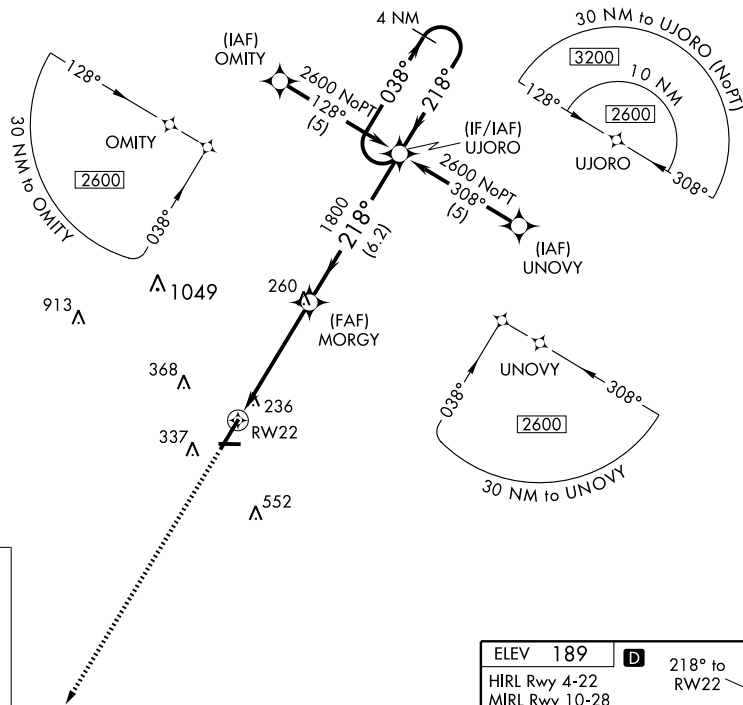 4 NM
(IAF)
OMITY
2600 NoPT
128°
(5)
038°
218°
(IF/IAF)
UJORO
2600 NoPT
308°
(5)
(IAF)
UNOVY
1800
218°
(6.2)
260
(FAF)
MORGY
128°
OMITY
2600
038°
30 NM to OMITY
30 NM to UJORO (NoPT)
3200
10 NM
2600
128°
UJORO
308°
913
1049
368
236
RW22
337
552
UNOVY
038°
308°
2600
30 NM to UNOVY
ELEV 189 D
HIRL Rwy 4-22
MIRL Rwy 10-28
218° to
RW22